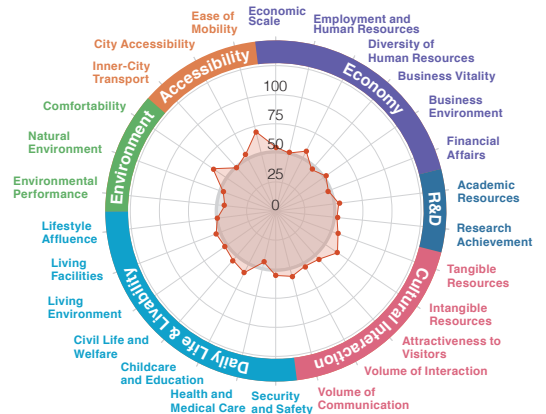 Economic
Scale
Employment and
Human Resources
Diversity of
Human Resources
Business Vitality
Business
Environment
Financial
Affairs
Academic
Resources
Research
Achievement
Tangible
Resources
Intangible
Resources
Attractiveness to
Visitors
Volume of Interaction
Volume of
Communication
Security
and Safety
Health and
Medical Care
Childcare
and Education
Civil Life and
Welfare
Living
Environment
Living
Facilities
Lifestyle
Affluence
Environmental
Performance
Natural
Environment
Comfortability
Inner-City
Transport
City Accessibility
Ease of
Mobility
Economy
R&D
Cultural Interaction
Daily Life & Livability
Environment
Accessibility
100
75
50
25
0